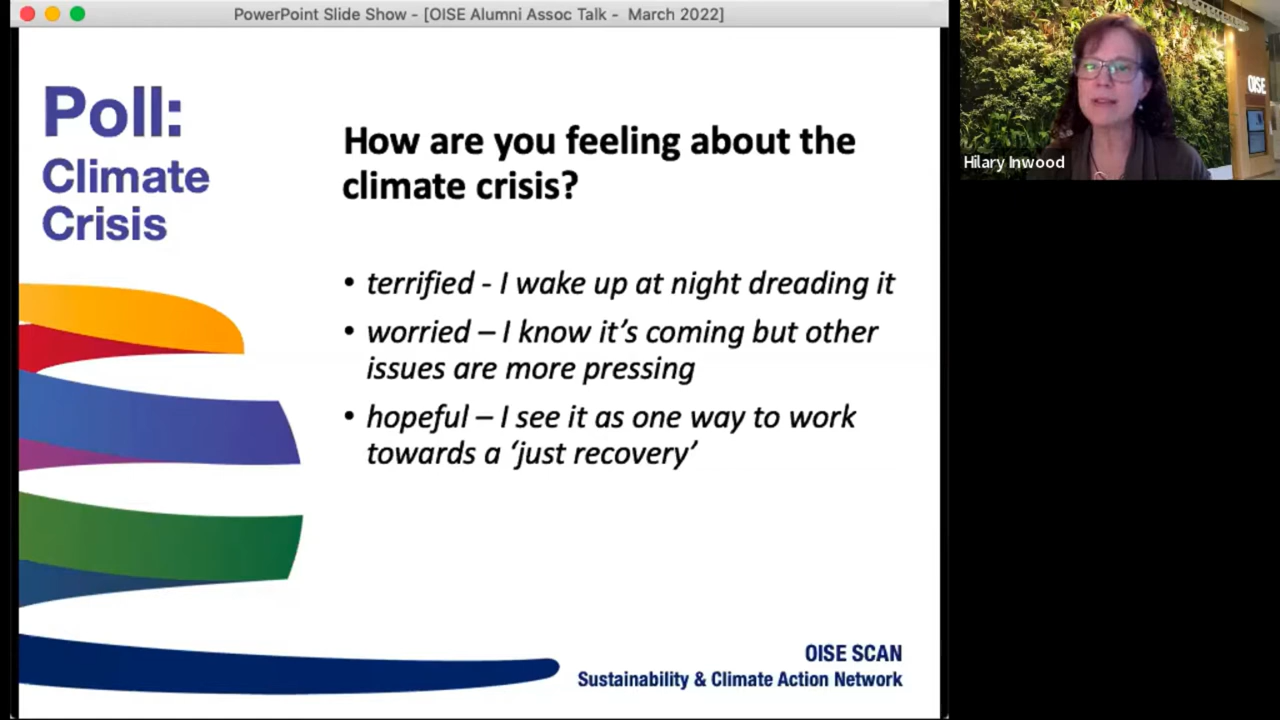 PowerPoint Slide Show - [OISE Alumni Assoc Talk - March 2022]
Poll:
Climate
Crisis
How are you feeling about the
climate crisis?
• terrified - I wake up at night dreading it
• worried – I know it’s coming but other
issues are more pressing
• hopeful – I see it as one way to work
towards a ‘just recovery’
OISE SCAN
Sustainability & Climate Action Network
OISE
Hilary Inwood